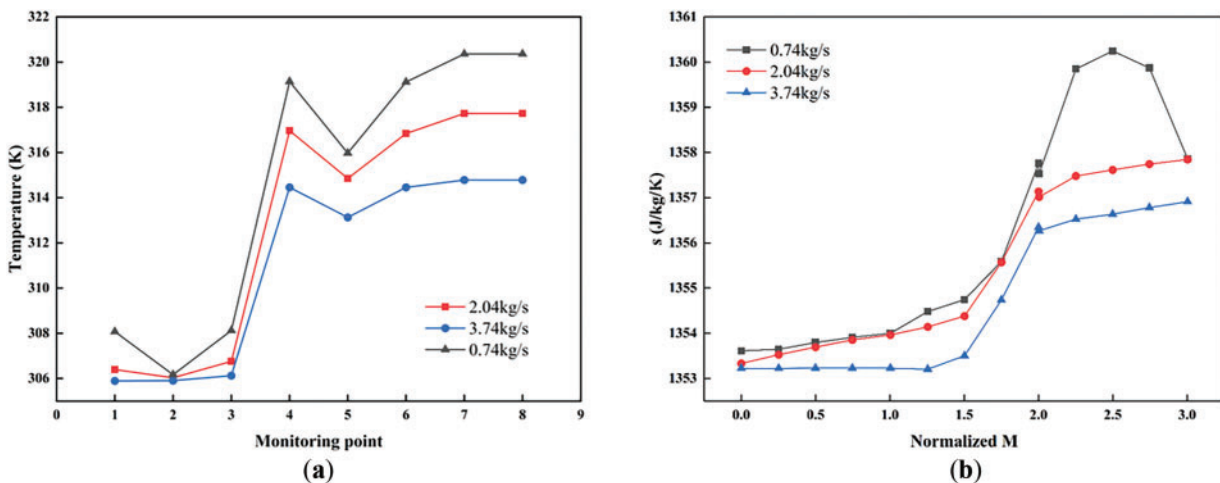 322
320
318
316
314
312
310
308
306
Temperature (K)
2.04kg/s
3.74kg/s
0.74kg/s
0 1 2 3 4 5 6 7 8 9
Monitoring point
(a)
1361
1360
1359
1358
1357
1356
1355
1354
1353
s (J/kg/K)
0.74kg/s
2.04kg/s
3.74kg/s
0.0 0.5 1.0 1.5 2.0 2.5 3.0
Normalized M
(b)